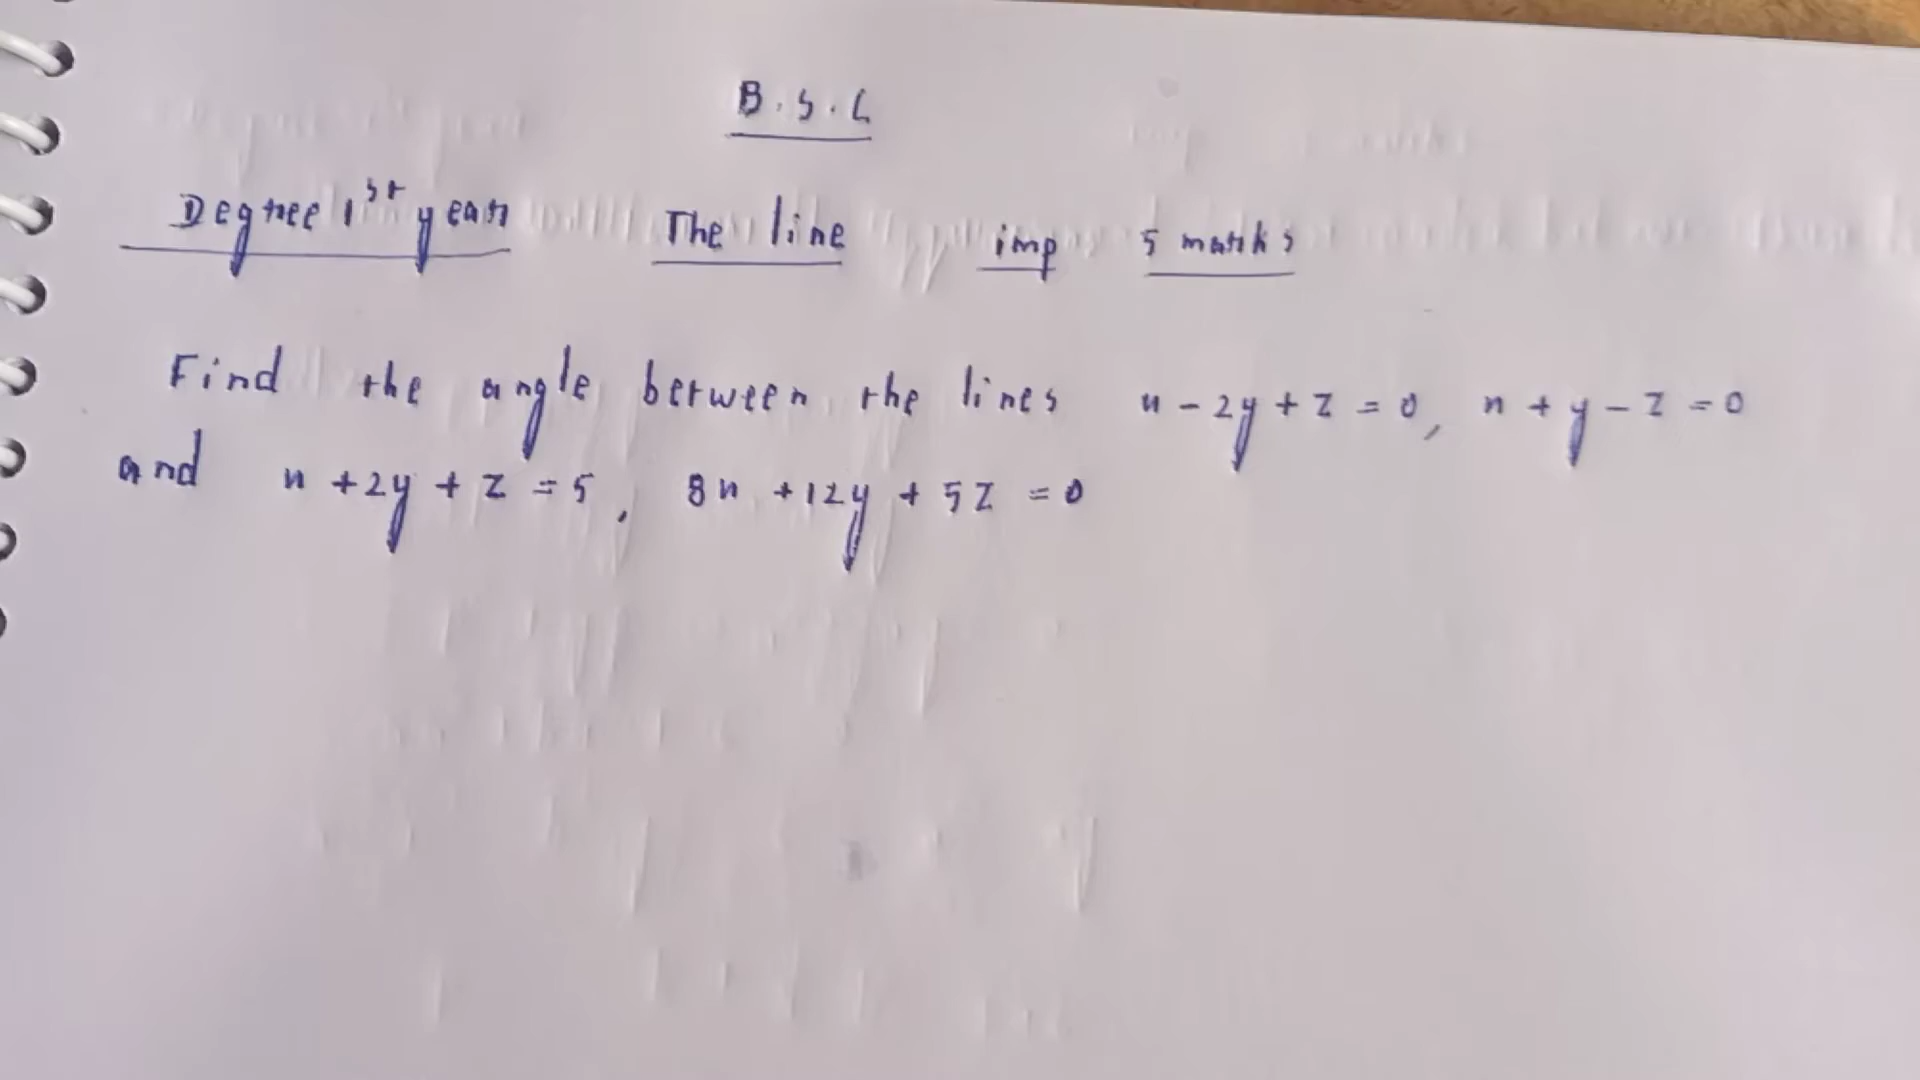 B.S.C
Degree 1st year The line imp 5 marks
Find the angle between the lines x - 2y + z = 0, x + y - z = 0
and x + 2y + z = 5, 8x + 12y + 5z = 0